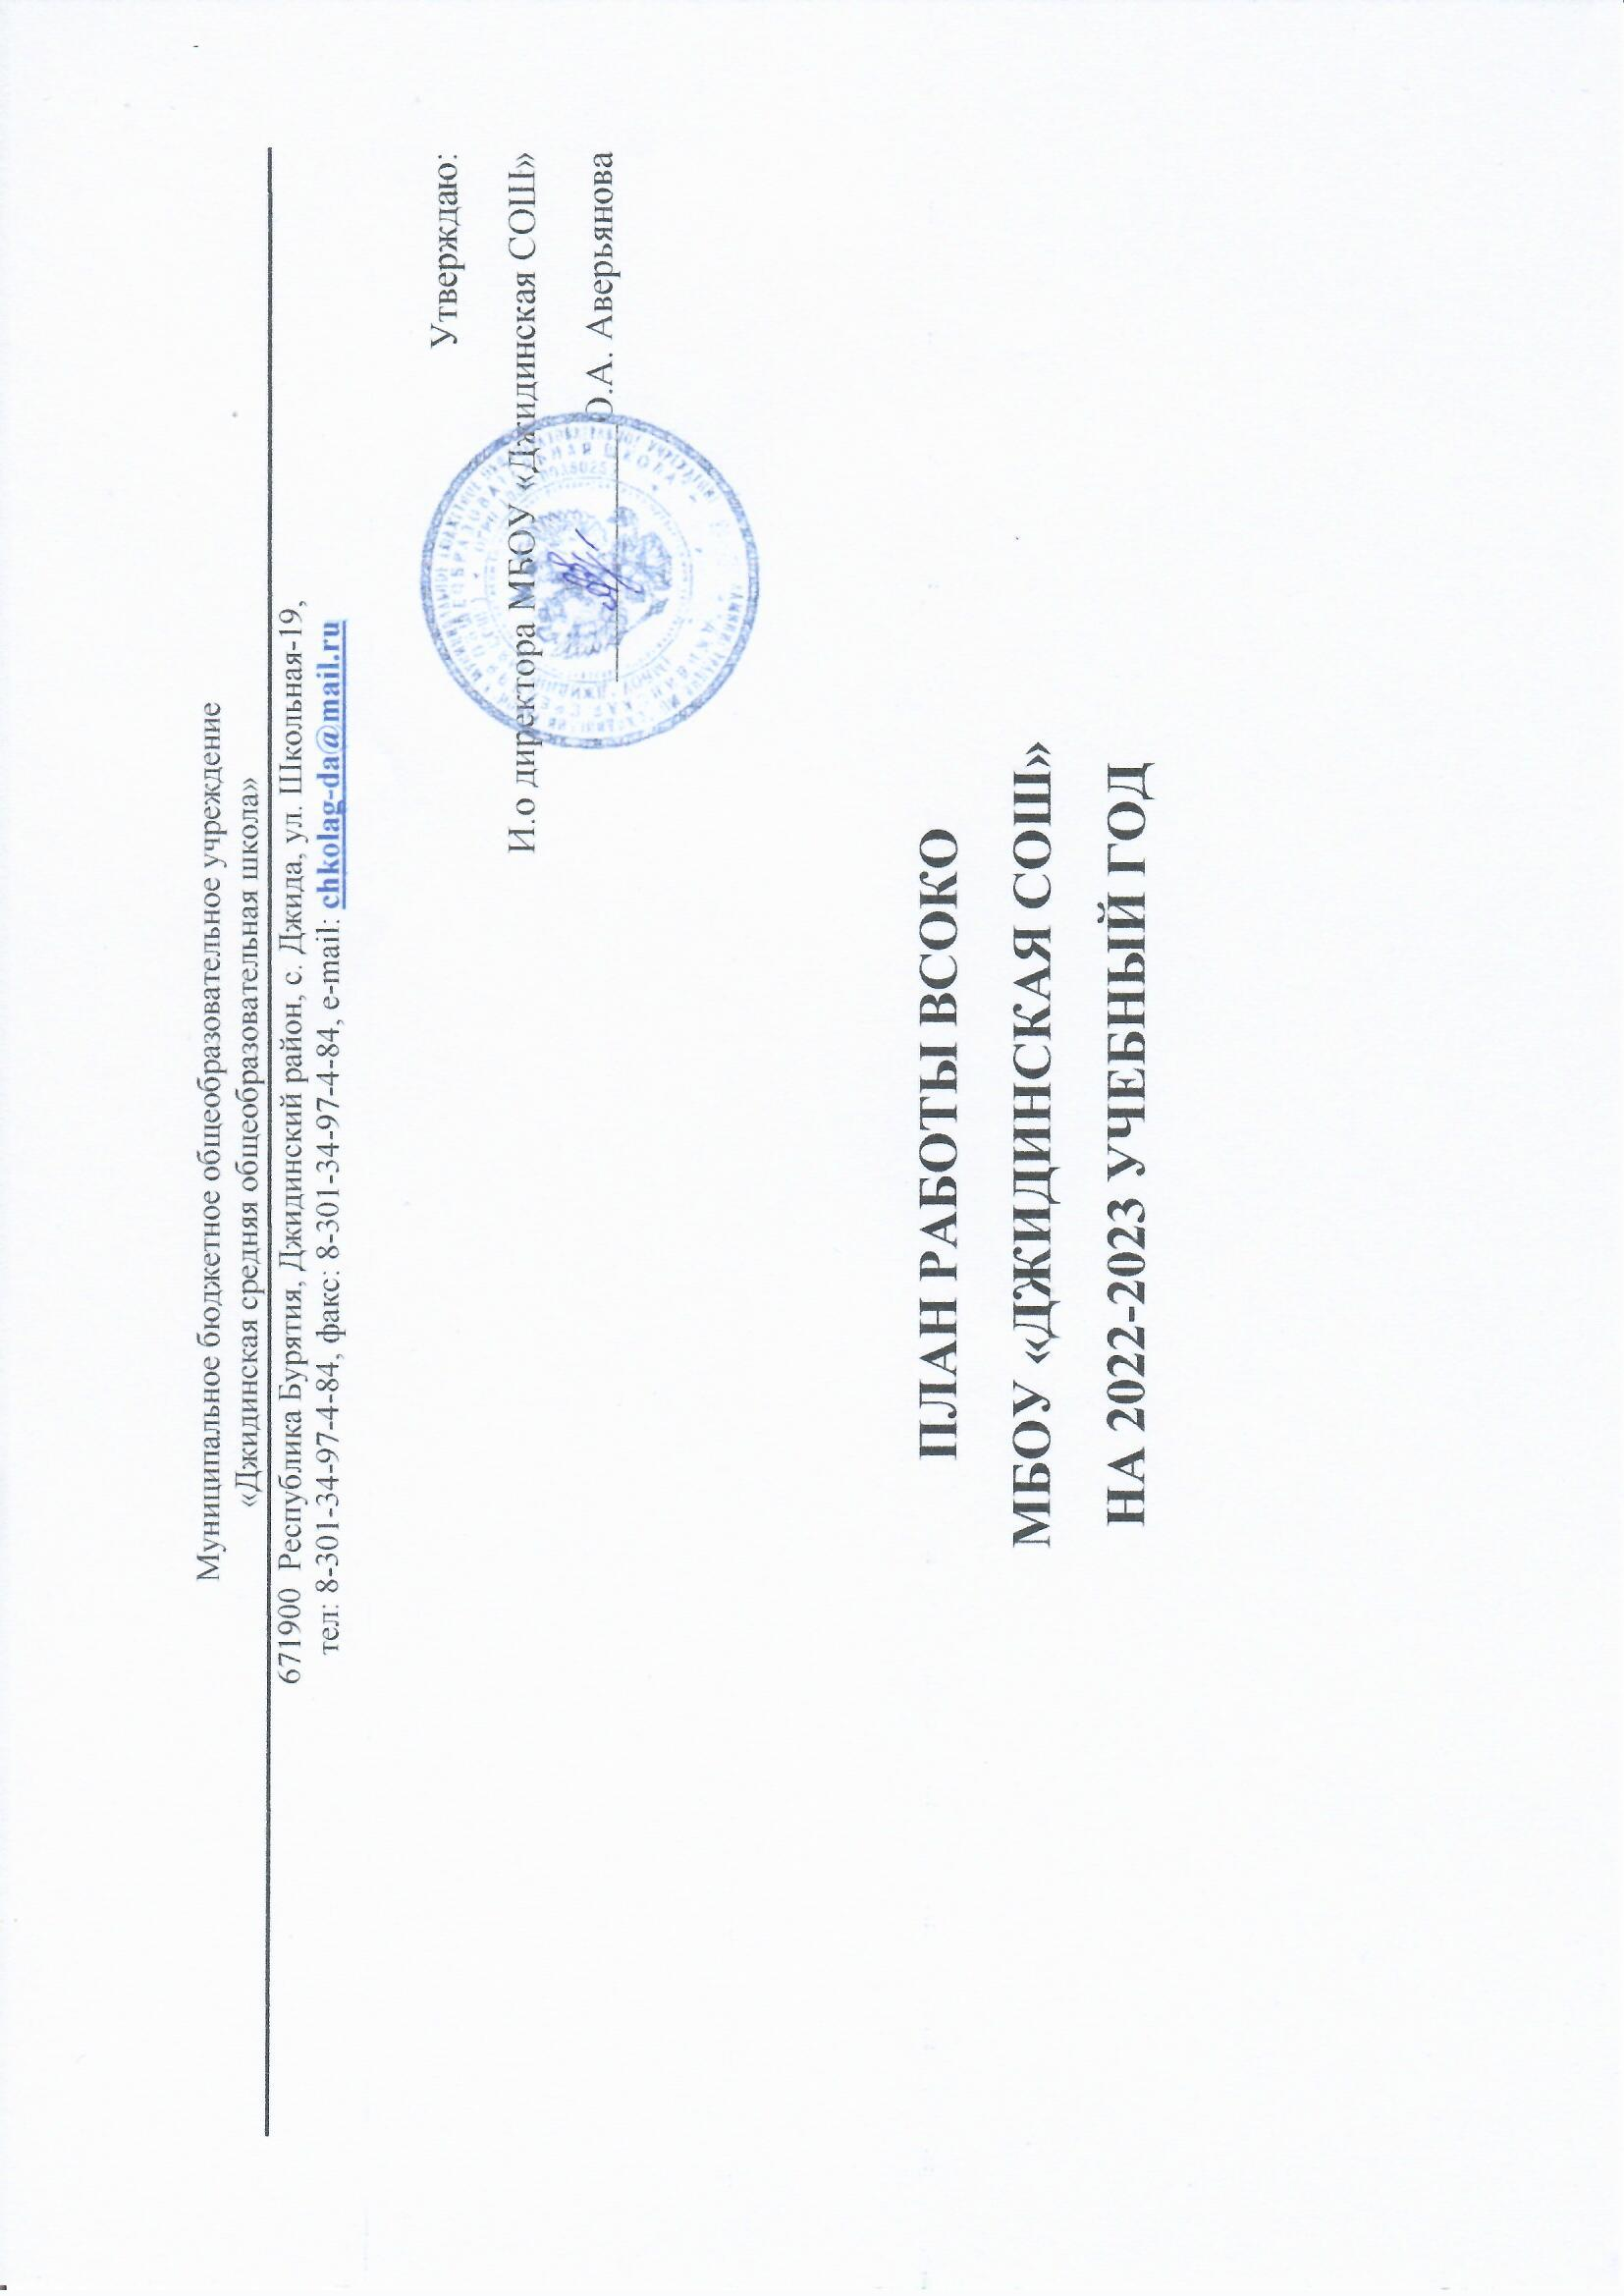 Муниципальное бюджетное общеобразовательное учреждение
«Джидинская средняя общеобразовательная школа»
671900 Республика Бурятия, Джидинский район, с. Джида, ул. Школьная-19,
тел: 8-301-34-97-4-84, факс: 8-301-34-97-4-84, e-mail: chkolag-da@mail.ru
Утверждаю:
И.о директора МБОУ «Джидинская СОШ»
О.А. Аверьянова
ПЛАН РАБОТЫ ВСОКО
МБОУ «ДЖИДИНСКАЯ СОШ»
НА 2022-2023 УЧЕБНЫЙ ГОД